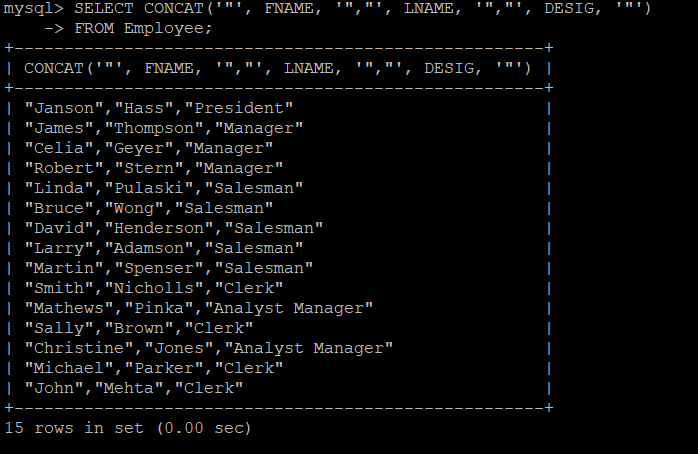 mysql> SELECT CONCAT('"', FNAME, '","', LNAME, '","', DESIG, '"')
    -> FROM Employee;
+-----------------------------------------------------+
| CONCAT('"', FNAME, '","', LNAME, '","', DESIG, '"') |
+-----------------------------------------------------+
| "Janson","Hass","President"                         |
| "James","Thompson","Manager"                        |
| "Celia","Geyer","Manager"                           |
| "Robert","Stern","Manager"                          |
| "Linda","Pulaski","Salesman"                        |
| "Bruce","Wong","Salesman"                           |
| "David","Henderson","Salesman"                      |
| "Larry","Adamson","Salesman"                        |
| "Martin","Spenser","Salesman"                       |
| "Smith","Nicholls","Clerk"                          |
| "Mathews","Pinka","Analyst Manager"                 |
| "Sally","Brown","Clerk"                             |
| "Christine","Jones","Analyst Manager"               |
| "Michael","Parker","Clerk"                          |
| "John","Mehta","Clerk"                              |
+-----------------------------------------------------+
15 rows in set (0.00 sec)